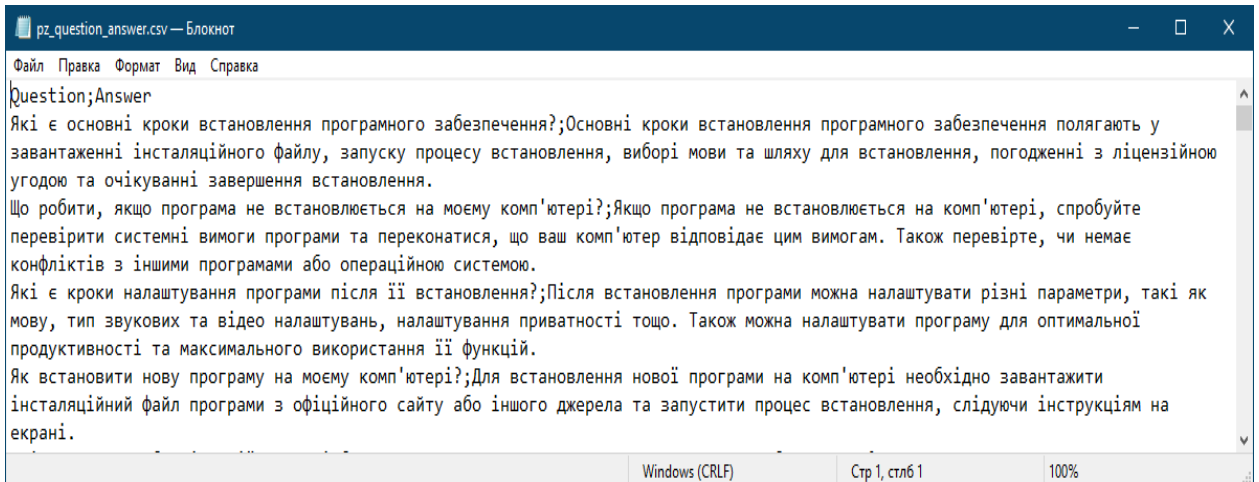 pz_question_answer.csv — Блокнот
Файл Правка Формат Вид Справка
Question;Answer
Які є основні кроки встановлення програмного забезпечення?;Основні кроки встановлення програмного забезпечення полягають у
завантаженні інсталяційного файлу, запуску процесу встановлення, виборі мови та шляху для встановлення, погодженні з ліцензійною
угодою та очікуванні завершення встановлення.
Що робити, якщо програма не встановлюється на моєму комп'ютері?;Якщо програма не встановлюється на комп'ютері, спробуйте
перевірити системні вимоги програми та переконатися, що ваш комп'ютер відповідає цим вимогам. Також перевірте, чи немає
конфліктів з іншими програмами або операційною системою.
Які є кроки налаштування програми після її встановлення?;Після встановлення програми можна налаштувати різні параметри, такі як
мову, тип звукових та відео налаштувань, налаштування приватності тощо. Також можна налаштувати програму для оптимальної
продуктивності та максимального використання її функцій.
Як встановити нову програму на моєму комп'ютері?;Для встановлення нової програми на комп'ютері необхідно завантажити
інсталяційний файл програми з офіційного сайту або іншого джерела та запустити процес встановлення, слідуючи інструкціям на
екрані.
Windows (CRLF) Стр 1, стлб 1 100%